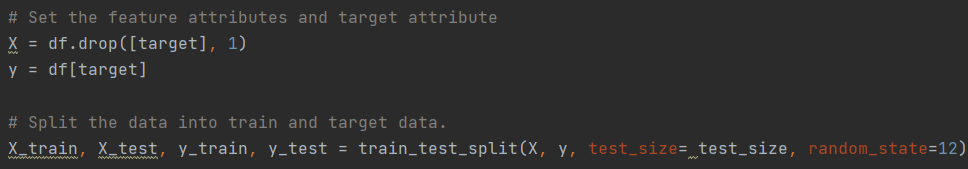 # Set the feature attributes and target attribute
X = df.drop([target], 1)
y = df[target]
# Split the data into train and target data.
X_train, X_test, y_train, y_test = train_test_split(X, y, test_size= test_size, random_state=12)